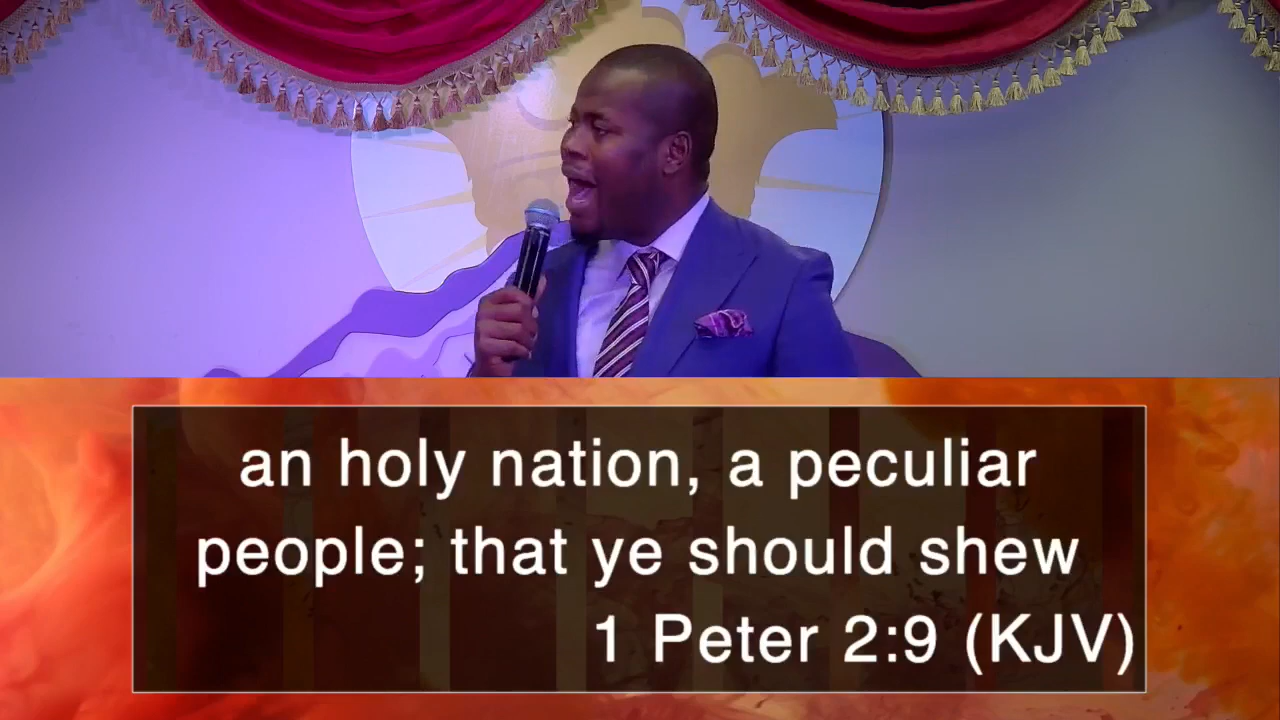 an holy nation, a peculiar
people; that ye should shew
1 Peter 2:9 (KJV)